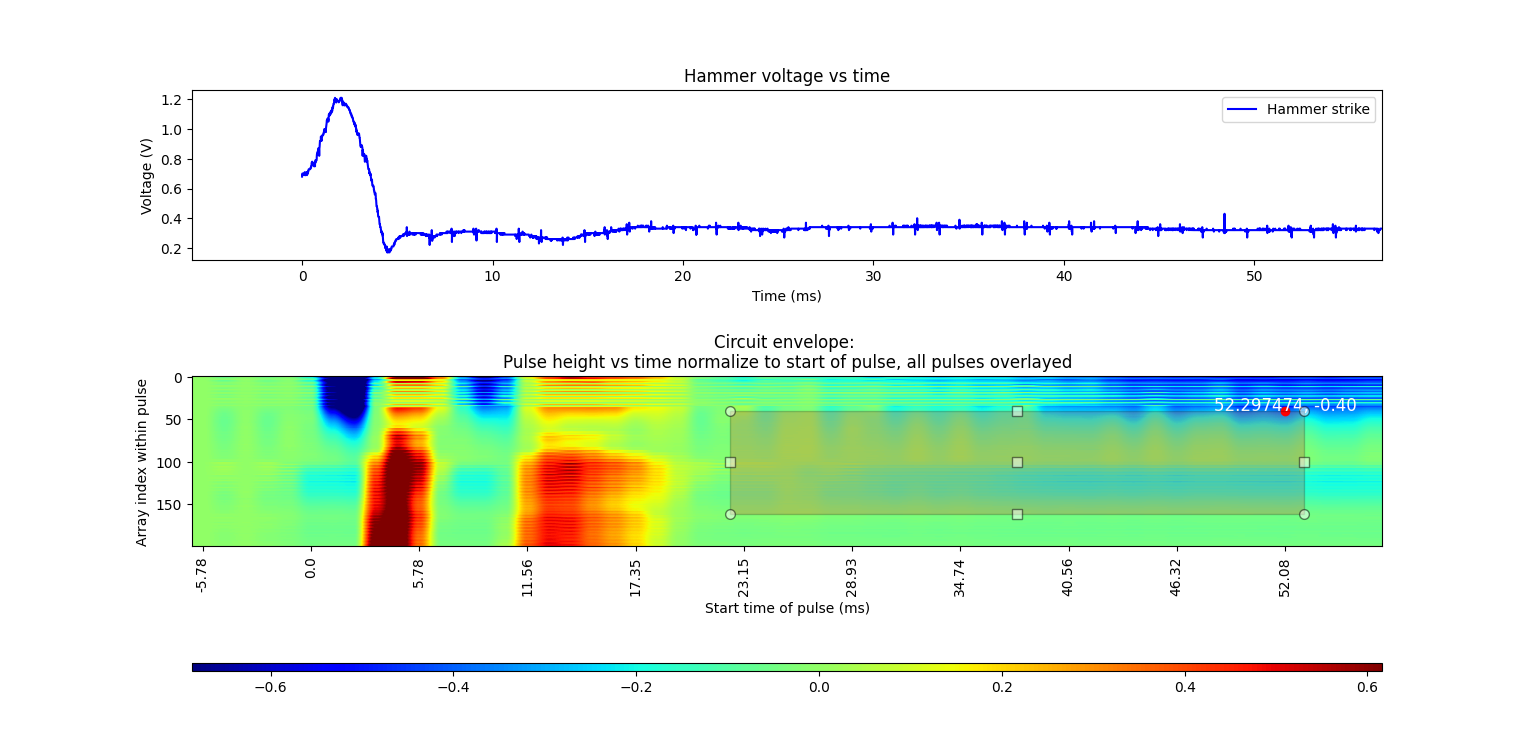 Hammer voltage vs time
Voltage (V)
1.2
1.0
0.8
0.6
0.4
0.2
Hammer strike
0 10 20 30 40 50
Time (ms)
Circuit envelope:
Pulse height vs time normalize to start of pulse, all pulses overlayed
Array index within pulse
0
50
100
150
52.297474, -0.40
-5.78 0.0 5.78 11.56 17.35 23.15 28.93 34.74 40.56 46.32 52.08
Start time of pulse (ms)
−0.6 −0.4 −0.2 0.0 0.2 0.4 0.6